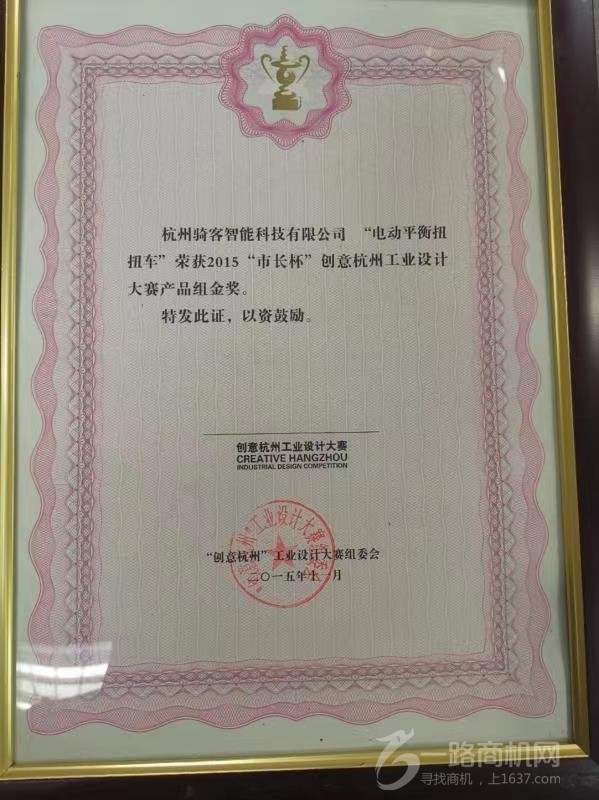 杭州骑客智能科技有限公司 “电动平衡扭
扭车”荣获2015“市长杯”创意杭州工业设计
大赛产品组金奖。
特发此证，以资鼓励。
创意杭州工业设计大赛
CREATIVE HANGZHOU
INDUSTRIAL DESIGN COMPETITION
“创意杭州”工业设计大赛组委会
二〇一五年十一月
一路商机网
寻找商机，上1637.com!